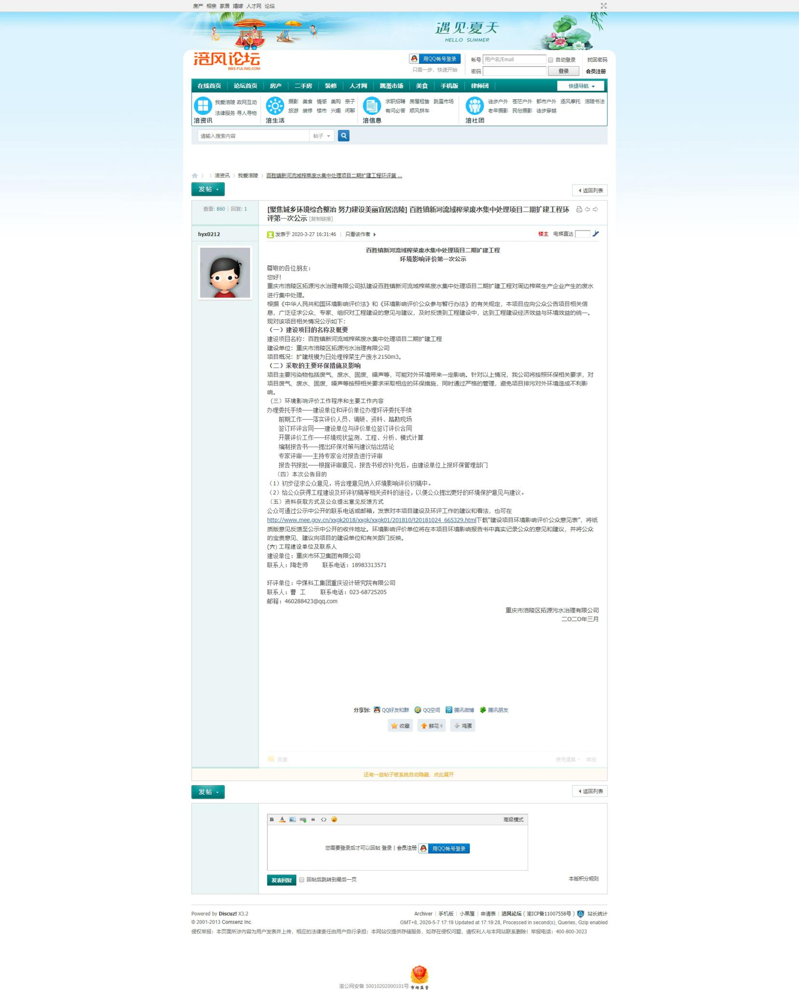 房产 相亲 家居 婚嫁 人才网 论坛
遇见·夏天
HELLO SUMMER
涪风论坛
BBS.FULING.COM
用QQ帐号登录
只需一步，快速开始
帐号 用户名/Email 自动登录 找回密码
密码 登录 会员注册
在线首页 论坛首页 房产 二手房 装修 人才网 跳蚤市场 美食 手机版 律师团 快捷导航
我爱涪陵 政网互动
法律服务 寻人寻物
涪资讯
摄影 美食 情感 美购 亲子
旅游 装修 楼市 兴趣 闲聊
涪生活
求职招聘 房屋租售 跳蚤市场
有问必答 顺风拼车
涪信息
徒步户外 苍茫户外 都市户外 逐风摩托 涪陵书法
老年摄影 民俗摄影 徒步穿越
涪社团
请输入搜索内容 帖子
〉 〉 涪资讯 〉 我爱涪陵 〉 百胜镇新河流域榨菜废水集中处理项目二期扩建工程环评第 ...
发帖
返回列表
查看: 860 | 回复: 1
[聚焦城乡环境综合整治 努力建设美丽宜居涪陵] 百胜镇新河流域榨菜废水集中处理项目二期扩建工程环
评第一次公示 [复制链接]
hyx0212
发表于 2020-3-27 16:31:46 | 只看该作者
楼主 电梯直达
百胜镇新河流域榨菜废水集中处理项目二期扩建工程
环境影响评价第一次公示
尊敬的各位朋友：
您好！
重庆市涪陵区拓源污水治理有限公司拟建设百胜镇新河流域榨菜废水集中处理项目二期扩建工程对周边榨菜生产企业产生的废水
进行集中处理。
根据《中华人民共和国环境影响评价法》和《环境影响评价公众参与暂行办法》的有关规定，本项目应向公众公告项目相关信
息，广泛征求公众、专家、组织对工程建设的意见与建议，及时反馈到工程建设中，达到工程建设经济效益与环境效益的统一。
现对该项目相关情况公示如下：
（一）建设项目的名称及概要
建设项目名称：百胜镇新河流域榨菜废水集中处理项目二期扩建工程
建设单位：重庆市涪陵区拓源污水治理有限公司
项目概况：扩建规模为日处理榨菜生产废水2150m3。
（二）采取的主要环保措施及影响
项目主要污染物包括废气、废水、固废、噪声等，可能对外环境带来一定影响。针对以上情况，我公司将按照环保相关要求，对
项目废气、废水、固废、噪声等按照相关要求采取相应的环保措施，同时通过严格的管理，避免项目排污对外环境造成不利影
响。
（三）环境影响评价工作程序和主要工作内容
办理委托手续——建设单位和评价单位办理环评委托手续
前期工作——落实评价人员、调研、资料、踏勘现场
签订环评合同——建设单位与评价单位签订评价合同
开展评价工作——环境现状监测、工程、分析、模式计算
编制报告书——提出环保对策与建议给出结论
专家评审——主持专家会对报告进行评审
报告书报批——根据评审意见、报告书修改补充后，由建设单位上报环保管理部门
（四）本次公告目的
（1）初步征求公众意见，将合理意见纳入环境影响评价初稿中。
（2）给公众获得工程建设及环评初稿等相关资料的途径，以便公众提出更好的环境保护意见与建议。
（五）资料获取方式及公众提出意见反馈方式
公众可通过公示中公开的联系电话或邮箱，发表对本项目建设及环评工作的建议和看法，也可在
http://www.mee.gov.cn/xxgk2018/xxgk/xxgk01/201810/t20181024_665329.html下载“建设项目环境影响评价公众意见表”，将纸
质版意见反馈至公示中公开的收件地址。环境影响评价单位将在本项目环境影响报告书中真实记录公众的意见和建议，并将公众
的宝贵意见、建议向项目的建设单位和有关部门反映。
(六) 工程建设单位及联系人
建设单位：重庆市环卫集团有限公司
联系人：陶老师 联系电话：18983313571
环评单位：中煤科工集团重庆设计研究院有限公司
联系人：曹 工 联系电话：023-68725205
邮箱：460288423@qq.com
重庆市涪陵区拓源污水治理有限公司
二〇二〇年三月
分享到: QQ好友和群 QQ空间 腾讯微博 腾讯朋友
收藏 鲜花4 鸡蛋
回复 使用道具 举报
还有一些帖子被系统自动隐藏，点此展开
发帖
返回列表
B A “ <> 高级模式
您需要登录后才可以回帖 登录 | 会员注册 用QQ帐号登录
发表回复 回帖后跳转到最后一页 本版积分规则
Powered by Discuz! X3.2
Archiver | 手机版 | 小黑屋 | 申请表 | 涪风论坛 ( 渝ICP备11007558号 ) 站长统计
© 2001-2013 Comsenz Inc.
GMT+8, 2020-5-7 17:19 Updated at 17:19:28, Processed in second(s), Queries, Gzip enabled
侵权举报：本页面所涉内容为用户发表并上传，相应的法律责任由用户自行承担；本网站仅提供存储服务，如存在侵权问题，请权利人与本网站联系删除！举报电话：400-800-3023
渝公网安备 50010202000101号 市场监管